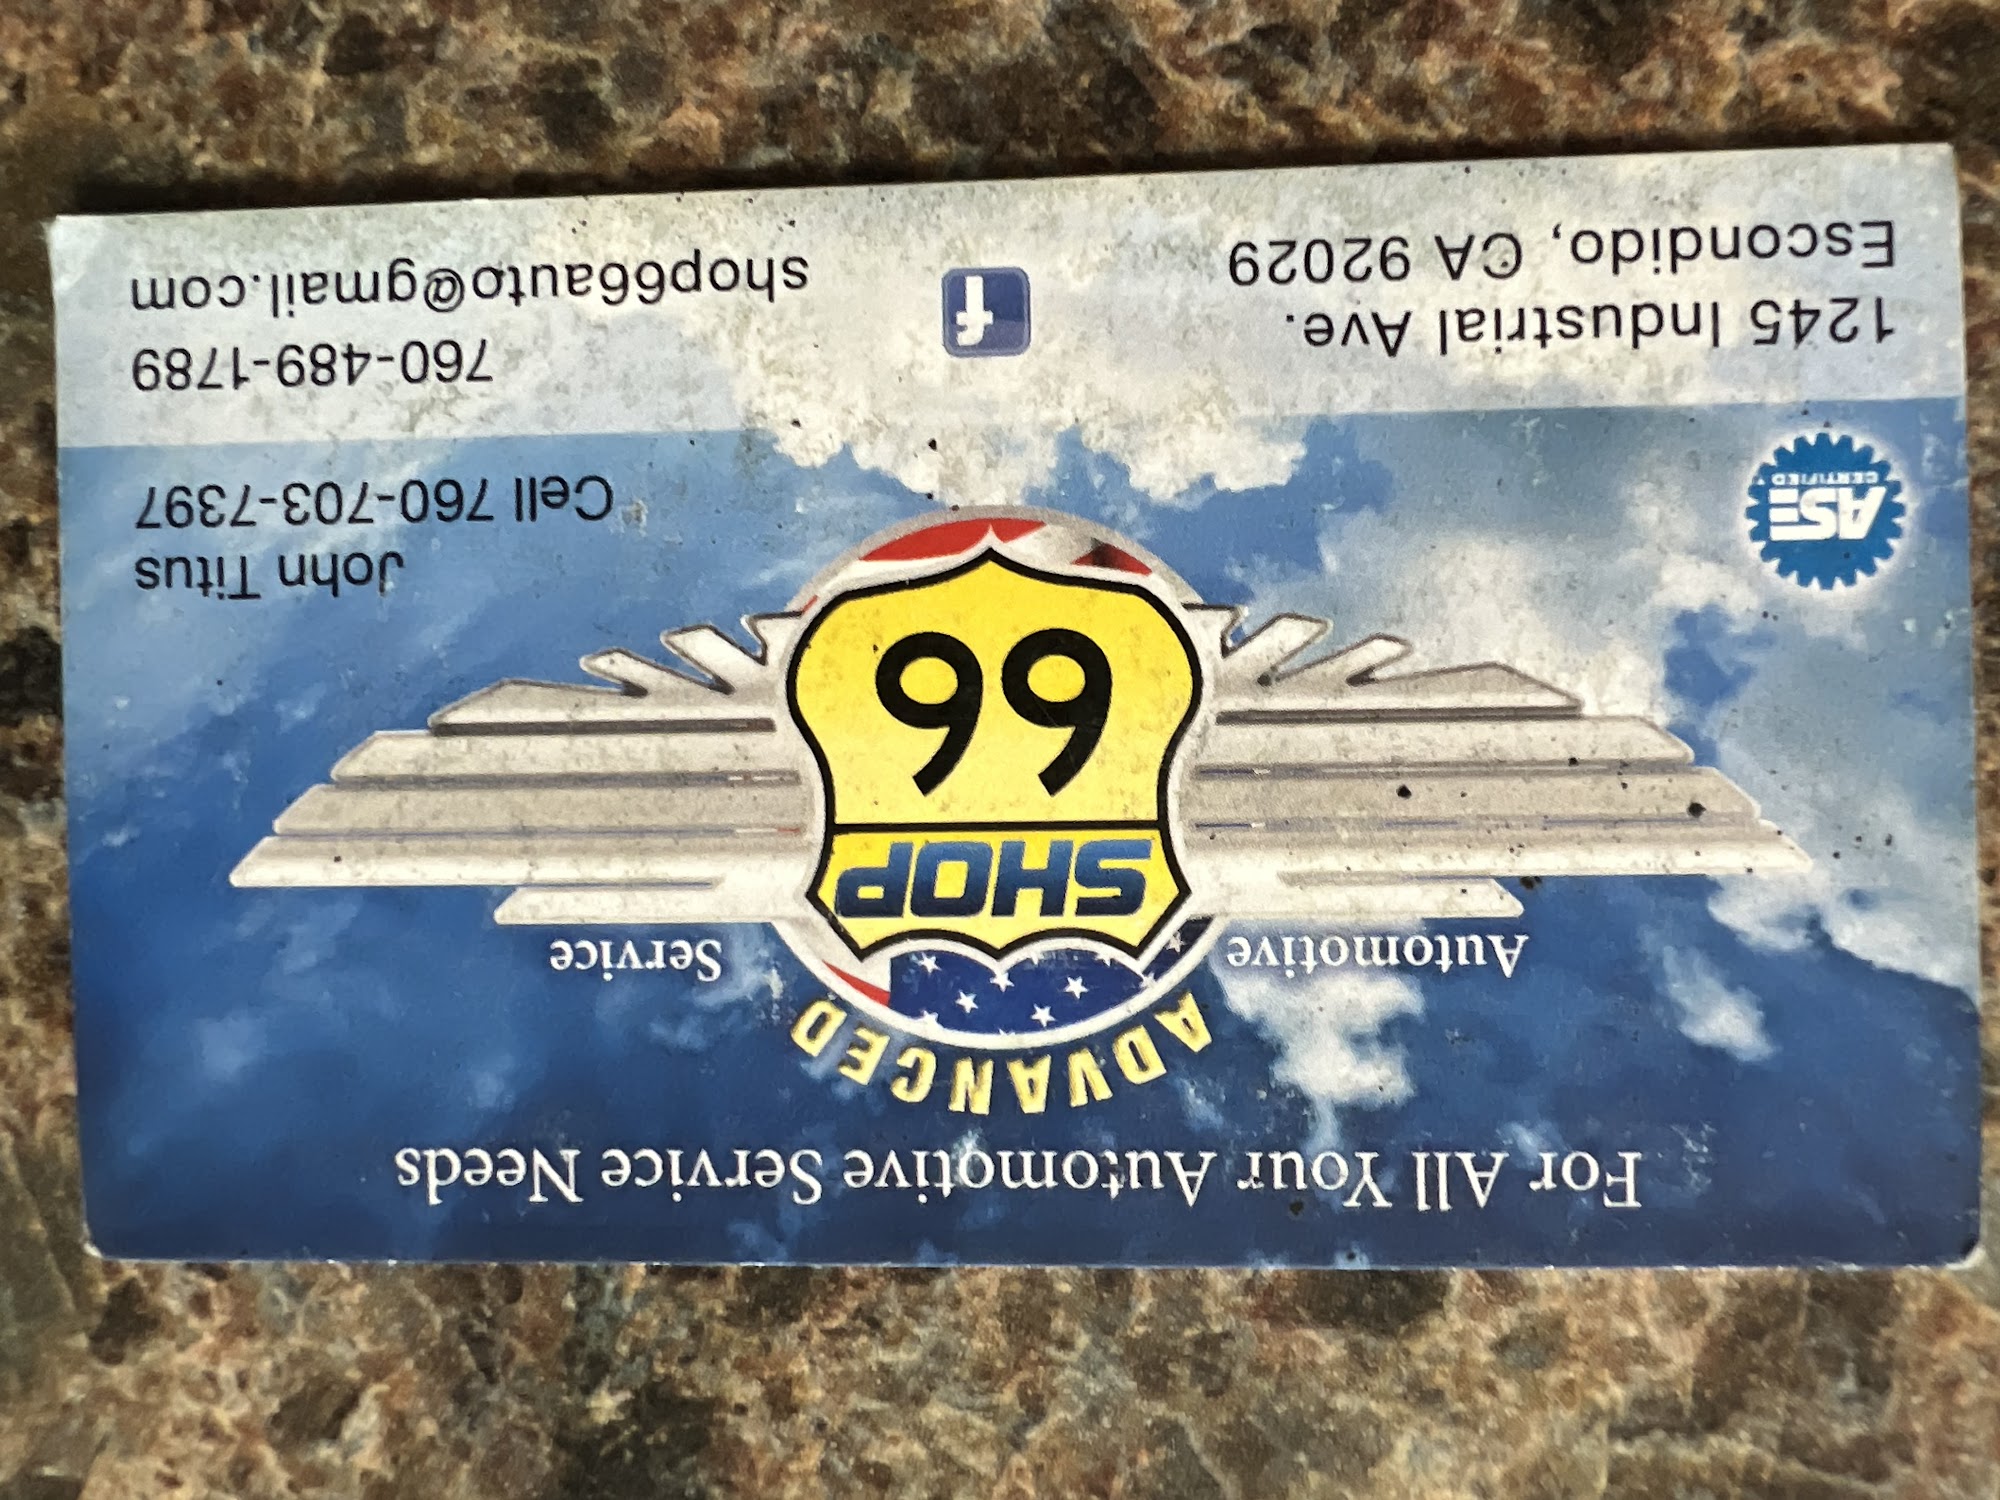 For All Your Automotive Service Needs
ADVANCED
Automotive Service
SHOP
66
ASE
CERTIFIED
John Titus
Cell 760-703-7397
1245 Industrial Ave.
Escondido, CA 92029
f
760-489-1789
shop66auto@gmail.com